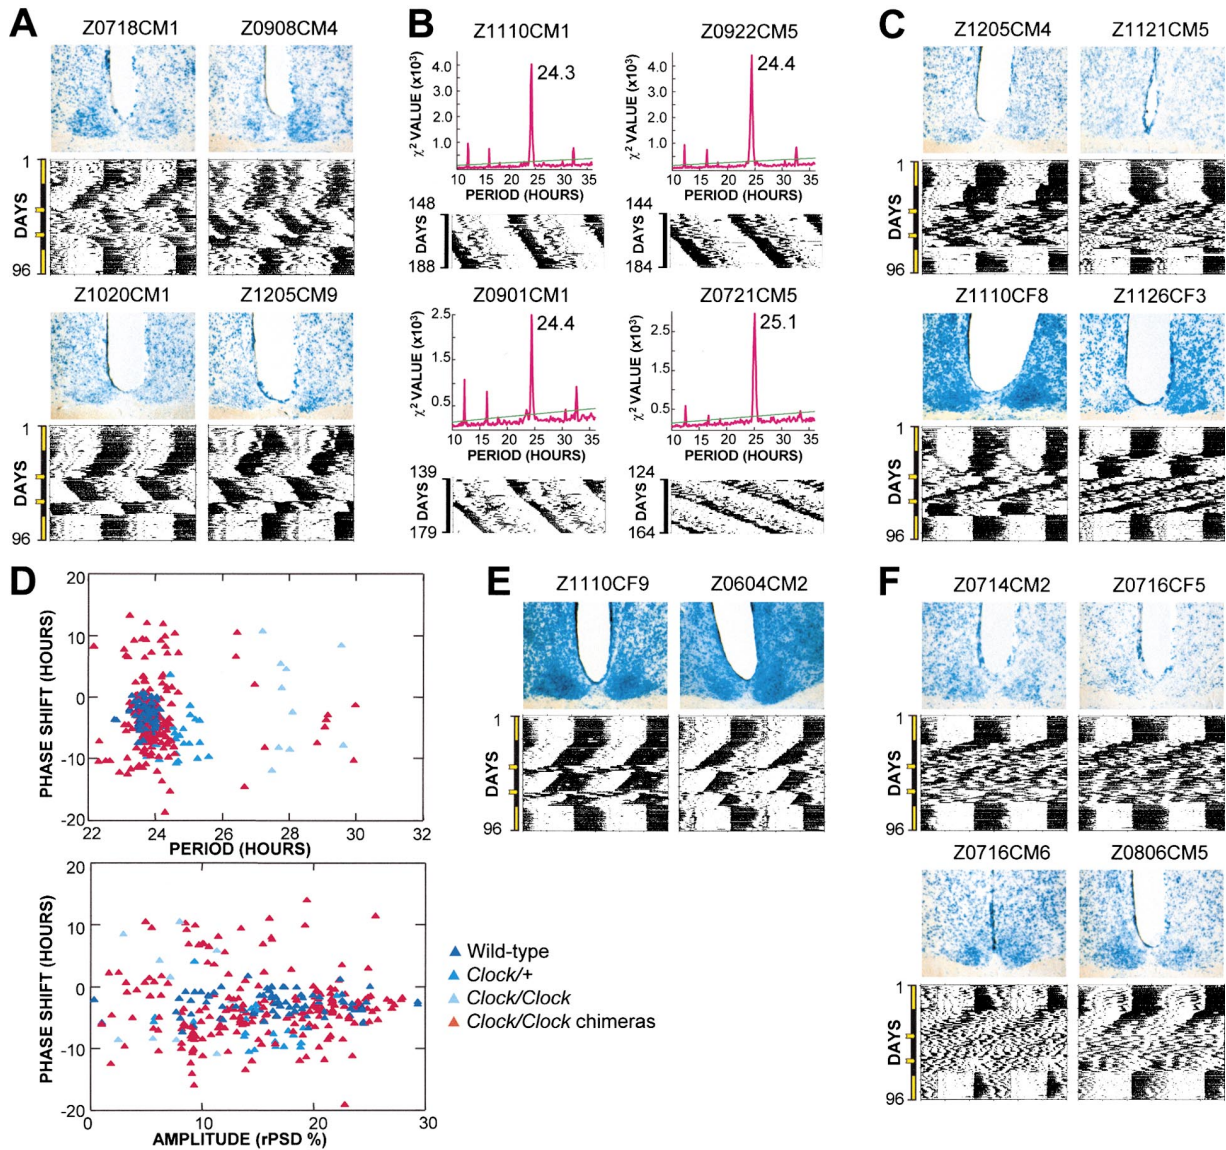 A
Z0718CM1
Z0908CM4
1
DAYS
96
Z1020CM1
Z1205CM9
1
DAYS
96
B
Z1110CM1
Z0922CM5
χ² VALUE (x10³)
4.0
3.0
2.0
1.0
24.3
10 15 20 25 30 35
PERIOD (HOURS)
χ² VALUE (x10³)
4.0
3.0
2.0
1.0
24.4
10 15 20 25 30 35
PERIOD (HOURS)
148
DAYS
188
144
DAYS
184
Z0901CM1
Z0721CM5
χ² VALUE (x10³)
2.5
1.5
0.5
24.4
10 15 20 25 30 35
PERIOD (HOURS)
χ² VALUE (x10³)
2.5
1.5
0.5
25.1
10 15 20 25 30 35
PERIOD (HOURS)
139
DAYS
179
124
DAYS
164
C
Z1205CM4
Z1121CM5
1
DAYS
96
Z1110CF8
Z1126CF3
1
DAYS
96
D
PHASE SHIFT (HOURS)
20
10
0
-10
-20
22 24 26 28 30 32
PERIOD (HOURS)
PHASE SHIFT (HOURS)
20
10
0
-10
-20
0 10 20 30
AMPLITUDE (rPSD %)
Wild-type
Clock/+
Clock/Clock
Clock/Clock chimeras
E
Z1110CF9
Z0604CM2
1
DAYS
96
F
Z0714CM2
Z0716CF5
1
DAYS
96
Z0716CM6
Z0806CM5
1
DAYS
96